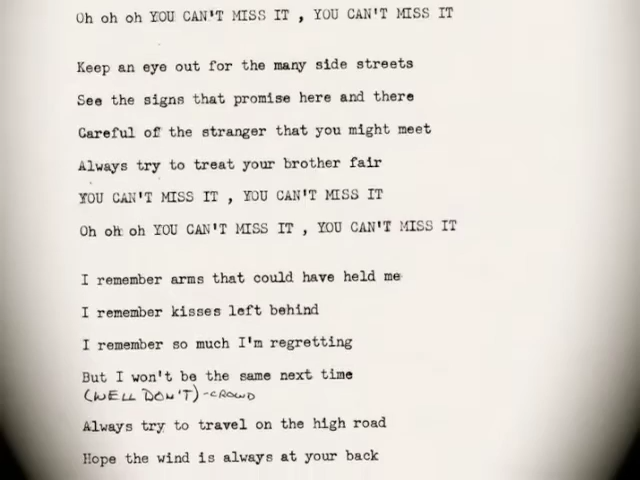 Oh oh oh YOU CAN'T MISS IT , YOU CAN'T MISS IT
Keep an eye out for the many side streets
See the signs that promise here and there
Careful of the stranger that you might meet
Always try to treat your brother fair
YOU CAN'T MISS IT , YOU CAN'T MISS IT
Oh oh oh YOU CAN'T MISS IT , YOU CAN'T MISS IT
I remember arms that could have held me
I remember kisses left behind
I remember so much I'm regretting
But I won't be the same next time
(WELL DON'T) - CROWD
Always try to travel on the high road
Hope the wind is always at your back